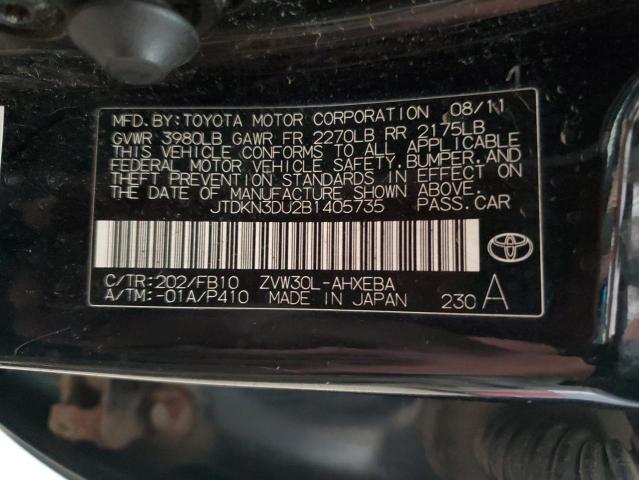 MFD.BY:TOYOTA MOTOR CORPORATION 08/11
GVWR 3980LB GAWR FR 2270LB RR 2175LB
THIS VEHICLE CONFORMS TO ALL APPLICABLE
FEDERAL MOTOR VEHICLE SAFETY,BUMPER,AND
THEFT PREVENTION STANDARDS IN EFFECT ON
THE DATE OF MANUFACTURE SHOWN ABOVE.
JTDKN3DU2B1405735 PASS.CAR
C/TR:202/FB10 ZVW30L-AHXEBA
A/TM:-01A/P410 MADE IN JAPAN 230 A